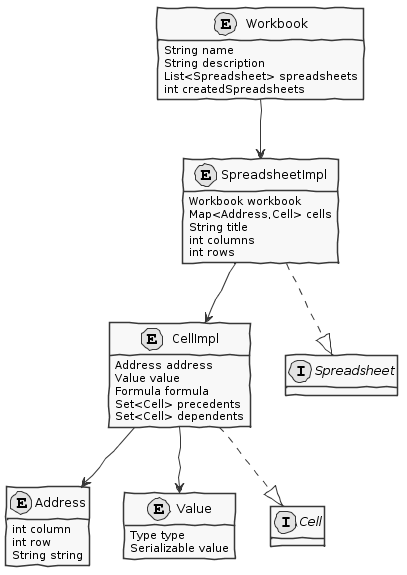 E Workbook
String name
String description
List<Spreadsheet> spreadsheets
int createdSpreadsheets
E SpreadsheetImpl
Workbook workbook
Map<Address,Cell> cells
String title
int columns
int rows
E CellImpl
Address address
Value value
Formula formula
Set<Cell> precedents
Set<Cell> dependents
I Spreadsheet
E Address
int column
int row
String string
E Value
Type type
Serializable value
I Cell